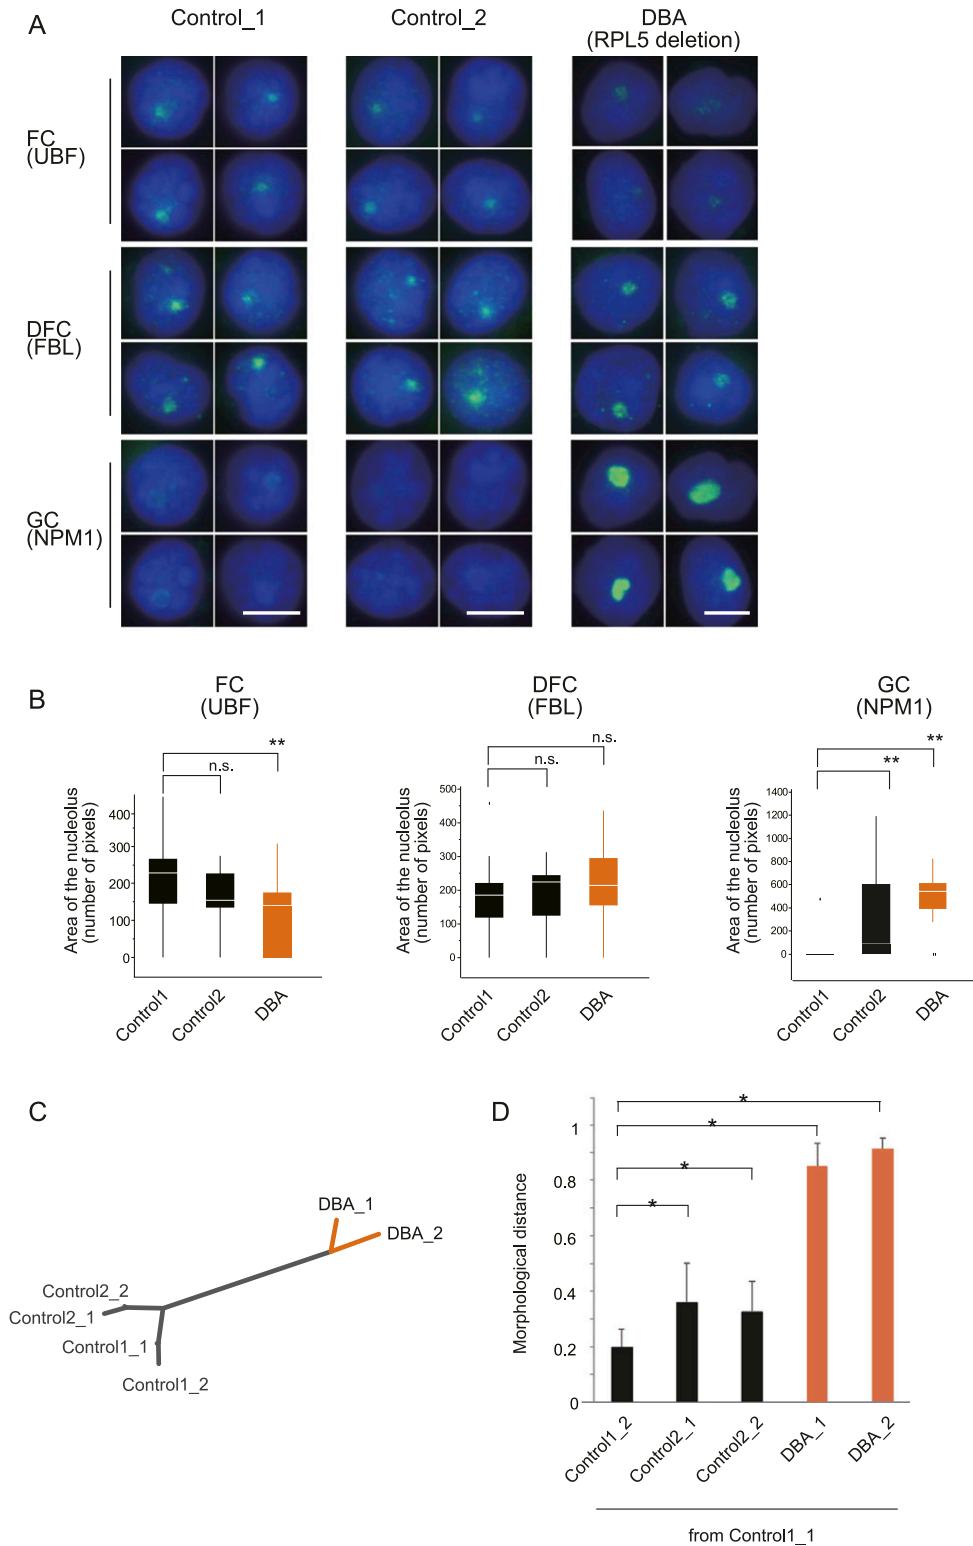 A
Control_1
Control_2
DBA
(RPL5 deletion)
FC
(UBF)
DFC
(FBL)
GC
(NPM1)
B
FC
(UBF)
Area of the nucleolus
(number of pixels)
400
300
200
100
0
n.s.
**
Control1
Control2
DBA
DFC
(FBL)
Area of the nucleolus
(number of pixels)
500
400
300
200
100
0
n.s.
n.s.
Control1
Control2
DBA
GC
(NPM1)
Area of the nucleolus
(number of pixels)
1400
1200
1000
800
600
400
200
0
**
**
Control1
Control2
DBA
C
DBA_1
DBA_2
Control2_2
Control2_1
Control1_1
Control1_2
D
Morphological distance
1
0.8
0.6
0.4
0.2
0
*
*
*
*
Control1_2
Control2_1
Control2_2
DBA_1
DBA_2
from Control1_1